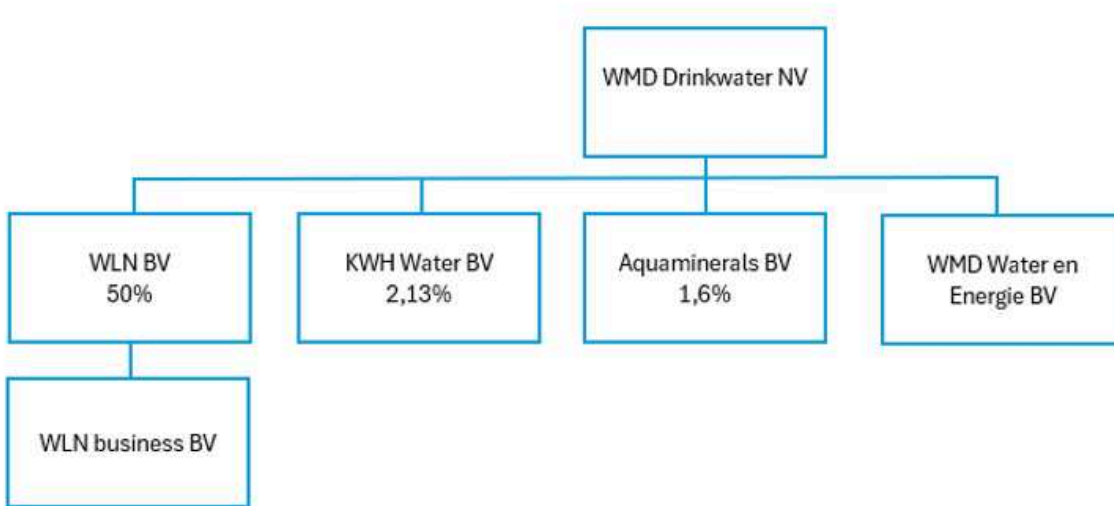 WMD Drinkwater NV
WLN BV
50%
KWH Water BV
2,13%
Aquaminerals BV
1,6%
WMD Water en
Energie BV
WLN business BV